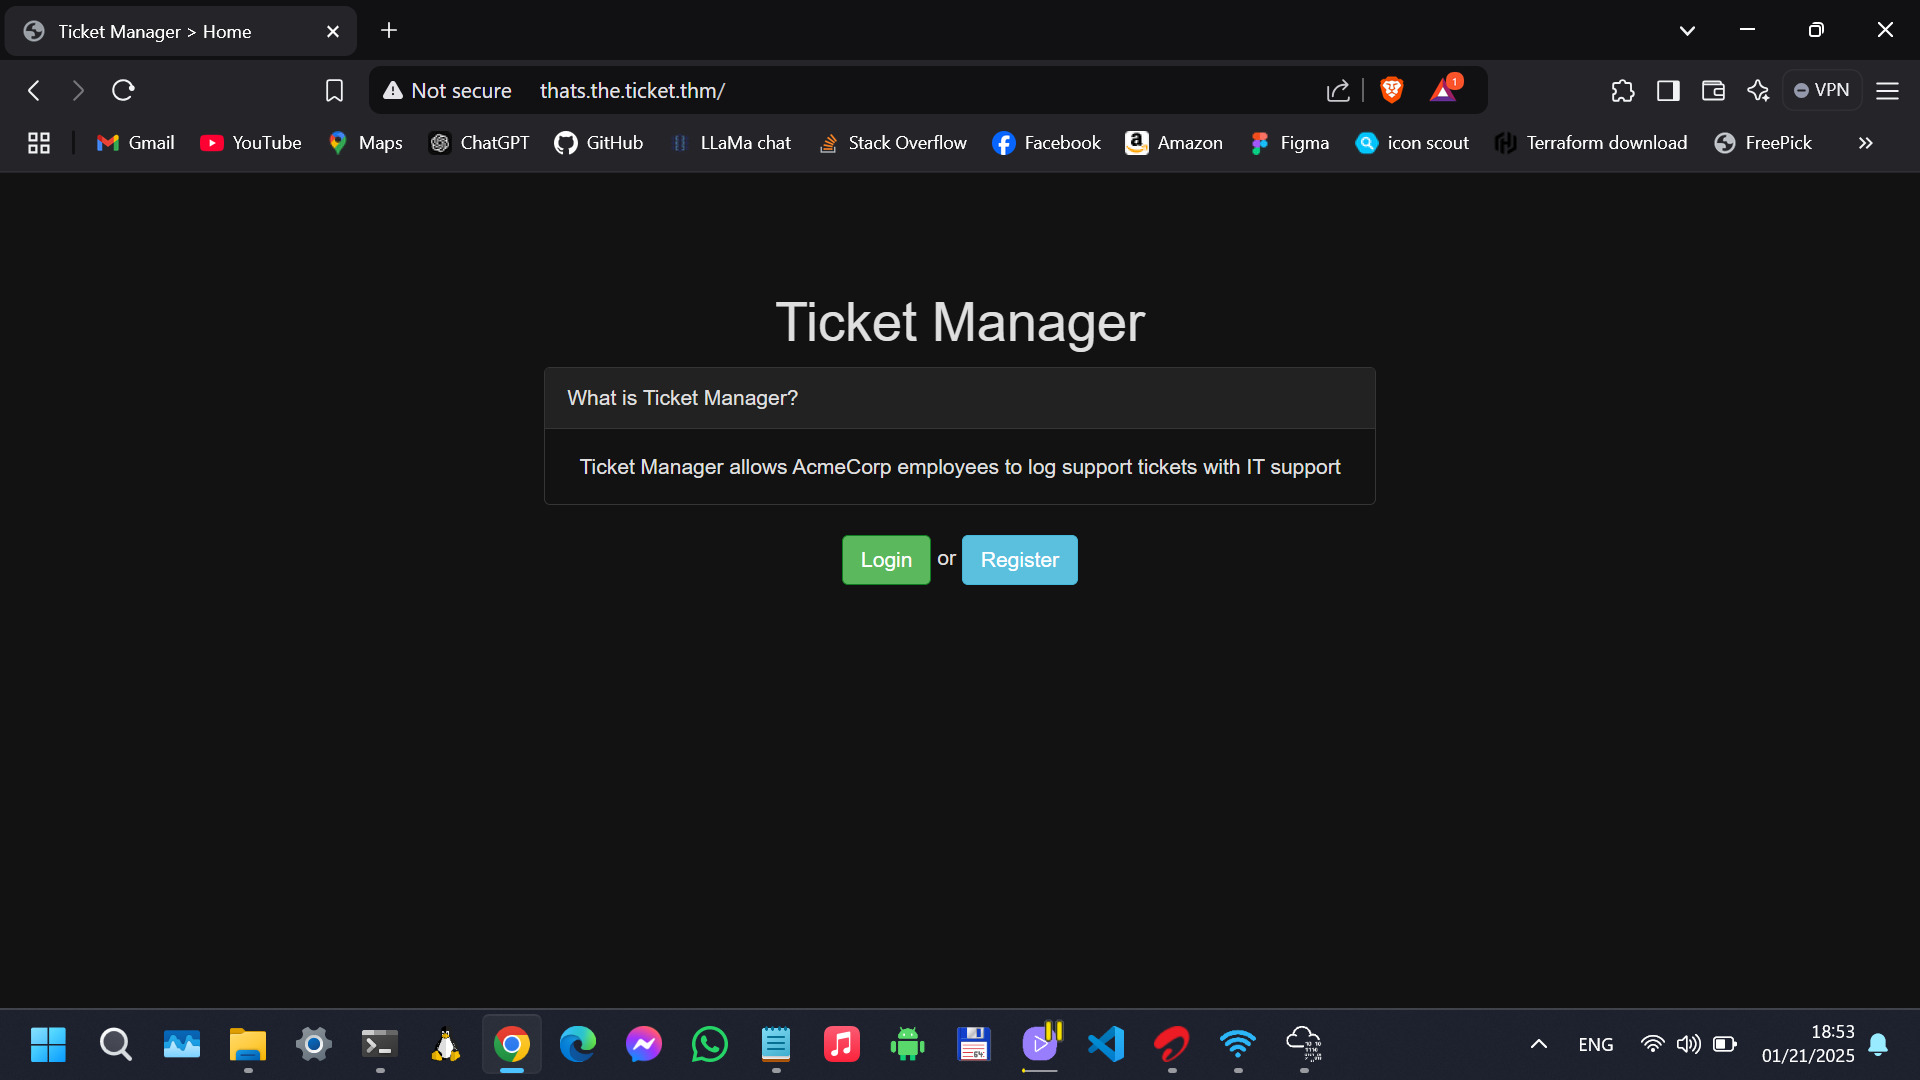 Ticket Manager > Home
Not secure thats.the.ticket.thm/
1
VPN
Gmail YouTube Maps ChatGPT GitHub LLaMa chat Stack Overflow Facebook Amazon Figma icon scout Terraform download FreePick
Ticket Manager
What is Ticket Manager?
Ticket Manager allows AcmeCorp employees to log support tickets with IT support
Login or Register
ENG
18:53
01/21/2025